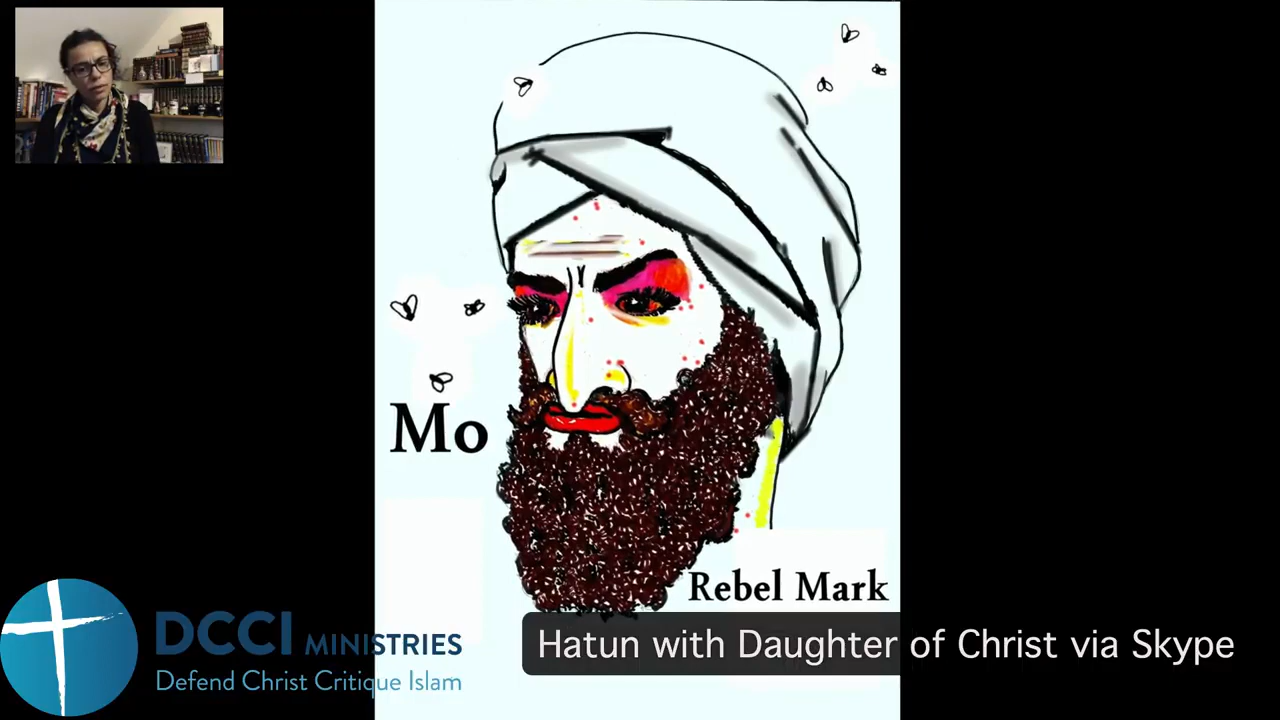 Mo
Rebel Mark
DCCI MINISTRIES
Defend Christ Critique Islam
Hatun with Daughter of Christ via Skype